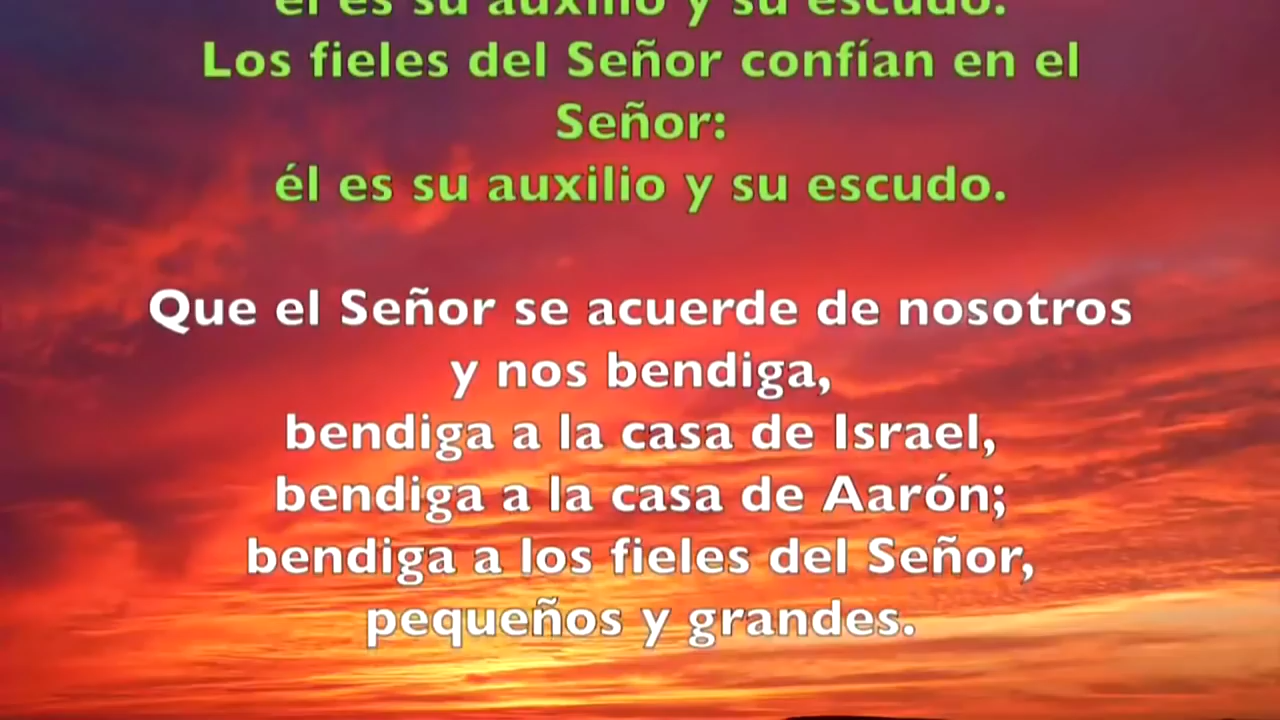 él es su auxilio y su escudo.
Los fieles del Señor confían en el
Señor:
él es su auxilio y su escudo.
Que el Señor se acuerde de nosotros
y nos bendiga,
bendiga a la casa de Israel,
bendiga a la casa de Aarón;
bendiga a los fieles del Señor,
pequeños y grandes.